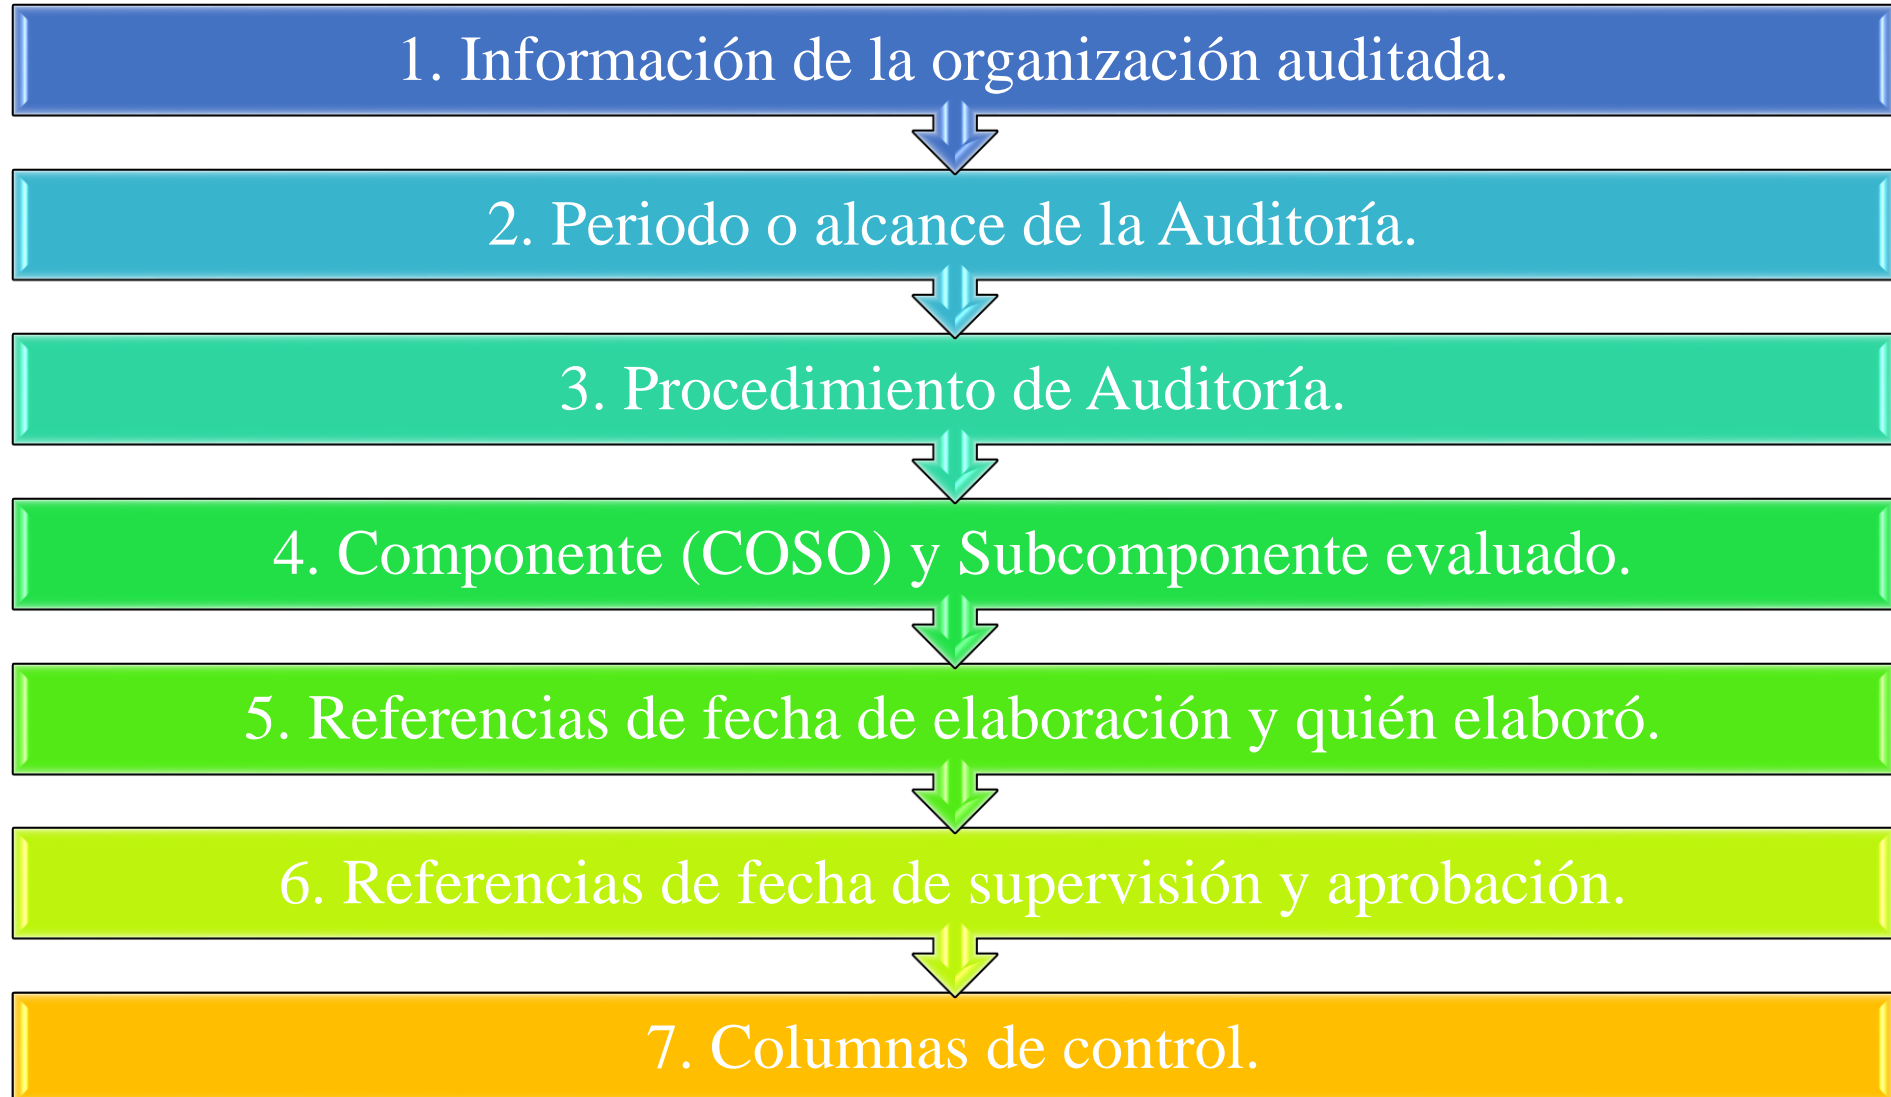 1. Información de la organización auditada.
2. Periodo o alcance de la Auditoría.
3. Procedimiento de Auditoría.
4. Componente (COSO) y Subcomponente evaluado.
5. Referencias de fecha de elaboración y quién elaboró.
6. Referencias de fecha de supervisión y aprobación.
7. Columnas de control.